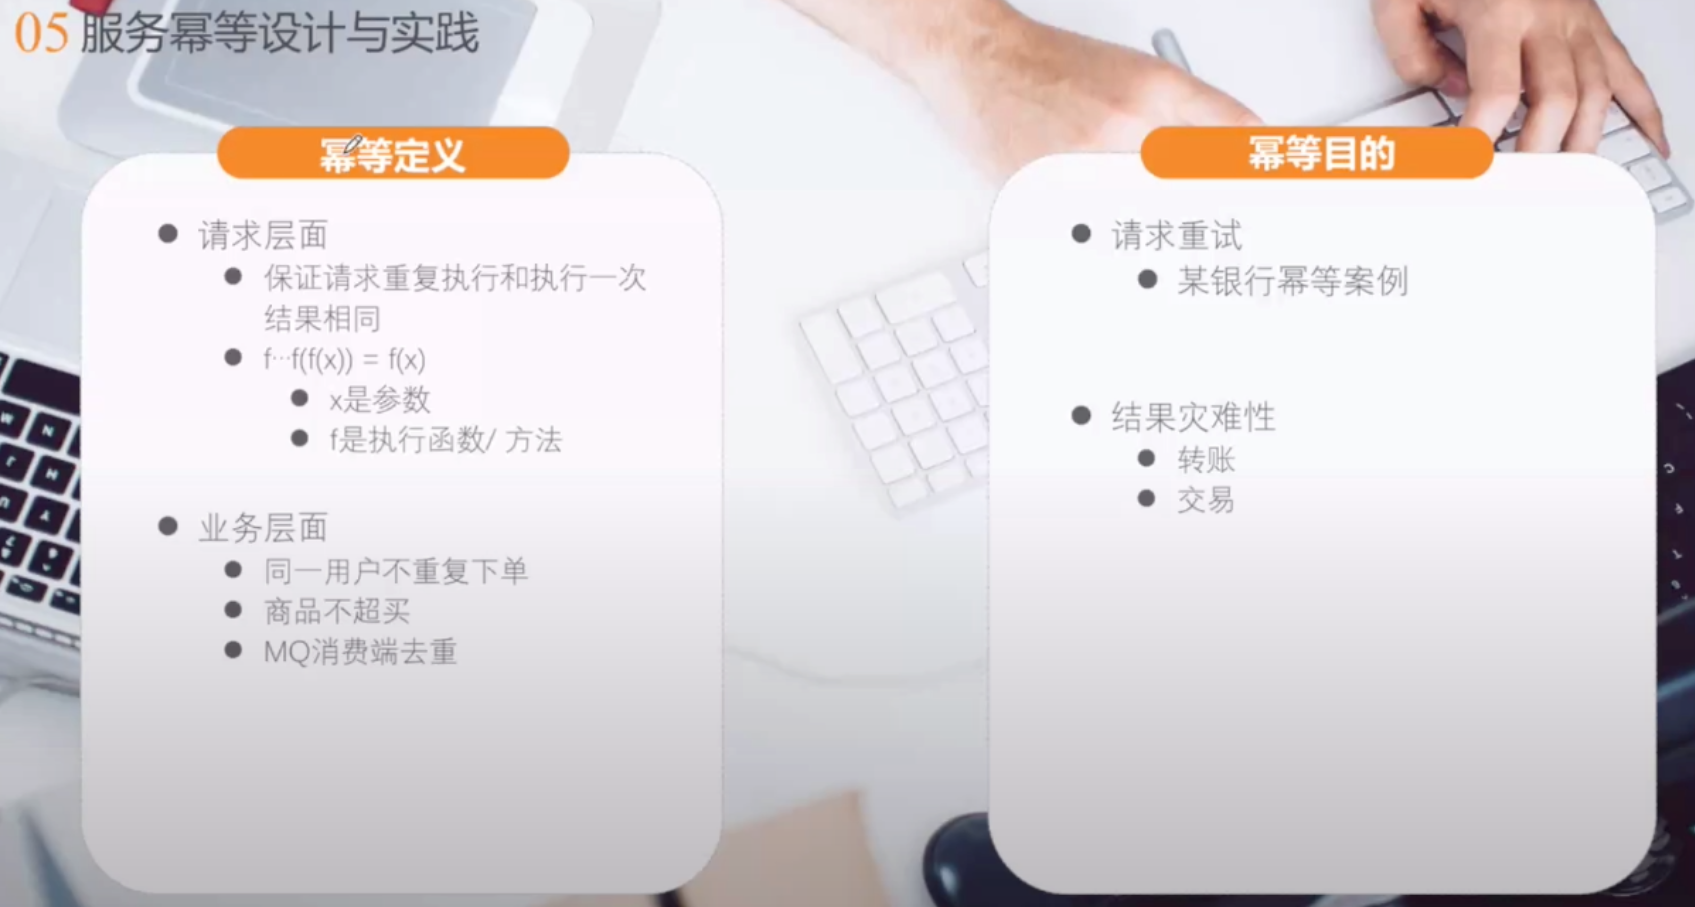 05 服务幂等设计与实践
幂等定义
请求层面
保证请求重复执行和执行一次
结果相同
f…f(f(x)) = f(x)
x是参数
f是执行函数/ 方法
业务层面
同一用户不重复下单
商品不超买
MQ消费端去重
幂等目的
请求重试
某银行幂等案例
结果灾难性
转账
交易